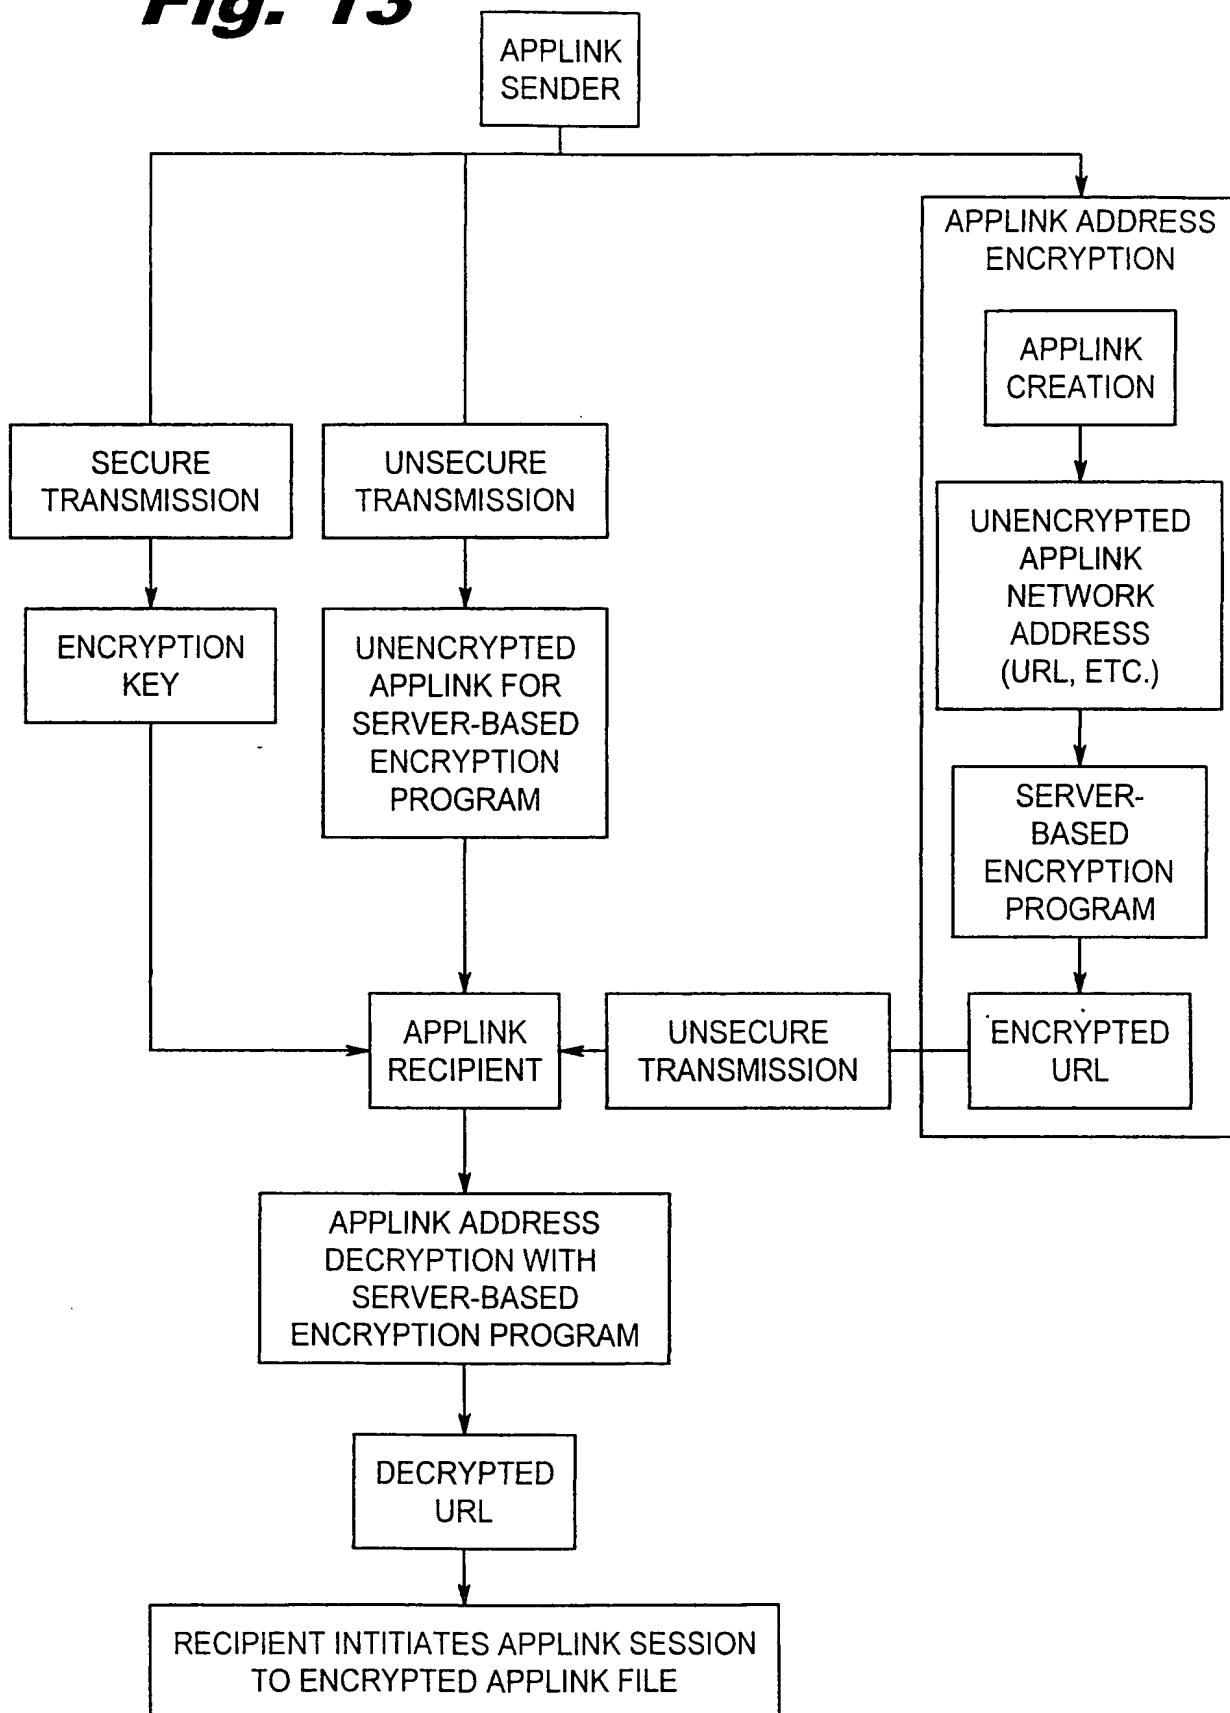 Fig. 13
APPLINK
SENDER
APPLINK ADDRESS
ENCRYPTION
APPLINK
CREATION
SECURE
TRANSMISSION
UNSECURE
TRANSMISSION
UNENCRYPTED
APPLINK
NETWORK
ADDRESS
(URL, ETC.)
ENCRYPTION
KEY
UNENCRYPTED
APPLINK FOR
SERVER-BASED
ENCRYPTION
PROGRAM
SERVER-
BASED
ENCRYPTION
PROGRAM
APPLINK
RECIPIENT
UNSECURE
TRANSMISSION
ENCRYPTED
URL
APPLINK ADDRESS
DECRYPTION WITH
SERVER-BASED
ENCRYPTION PROGRAM
DECRYPTED
URL
RECIPIENT INTITIATES APPLINK SESSION
TO ENCRYPTED APPLINK FILE